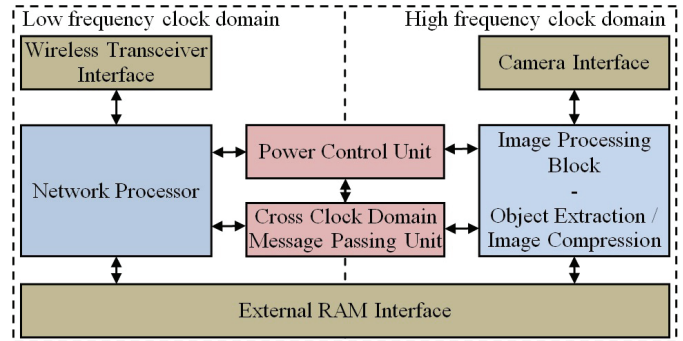 Low frequency clock domain
High frequency clock domain
Wireless Transceiver
Interface
Camera Interface
Network Processor
Power Control Unit
Cross Clock Domain
Message Passing Unit
Image Processing
Block
-
Object Extraction /
Image Compression
External RAM Interface